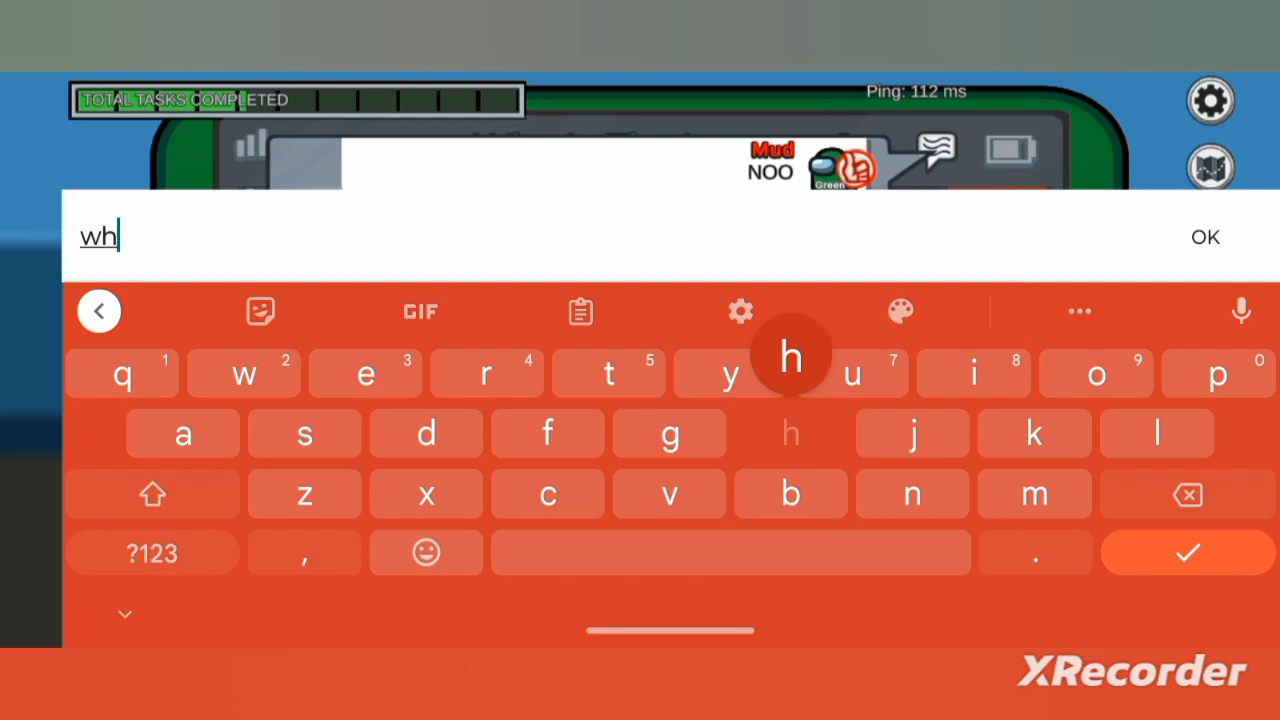 TOTAL TASKS COMPLETED
Ping: 112 ms
Mud
NOO
Green
wh
OK
GIF
h
q 1 w 2 e 3 r 4 t 5 y u 7 i 8 o 9 p 0
a s d f g h j k l
z x c v b n m
?123 , .
XRecorder